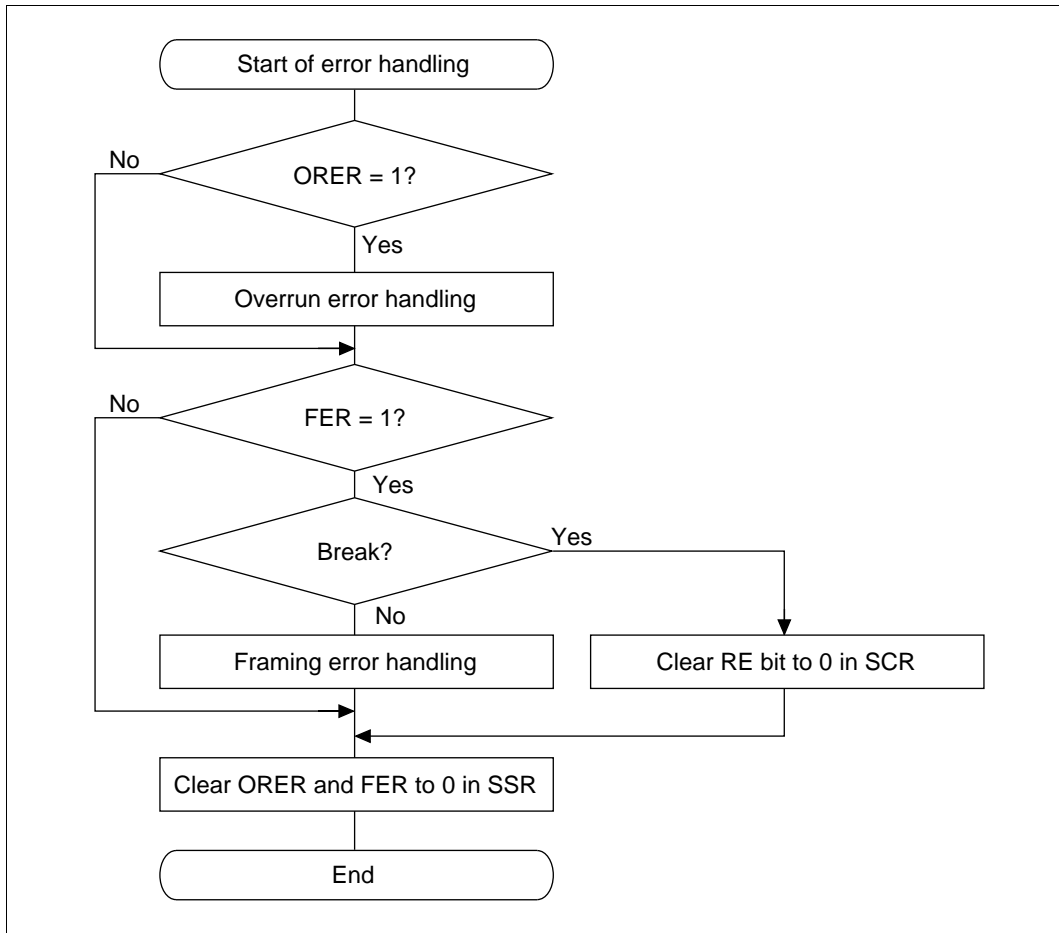 Start of error handling
No
ORER = 1?
Yes
Overrun error handling
No
FER = 1?
Yes
Break?
Yes
No
Framing error handling
Clear RE bit to 0 in SCR
Clear ORER and FER to 0 in SSR
End